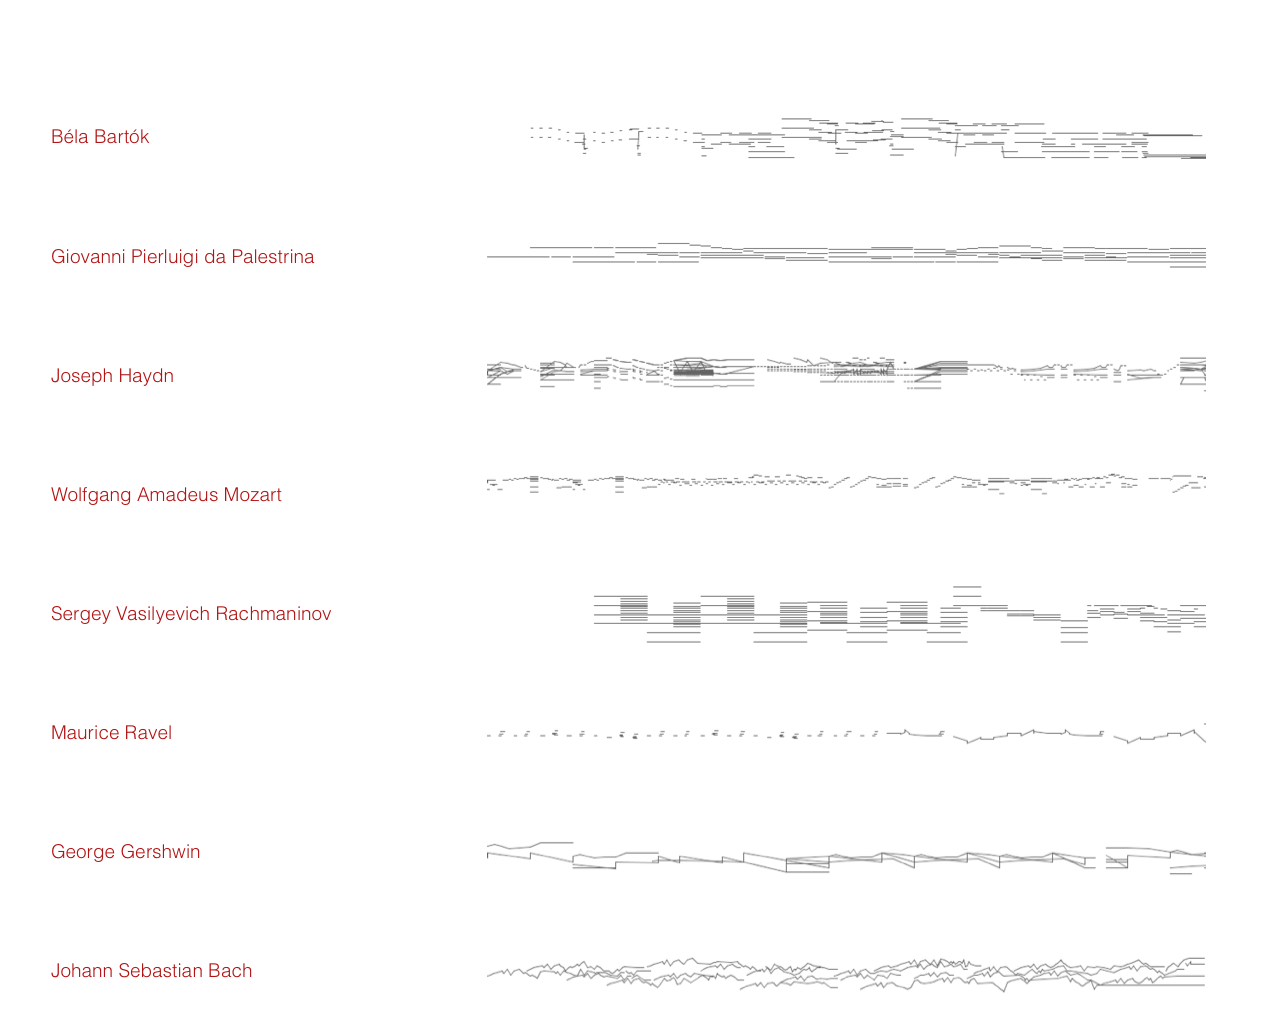 Béla Bartók
Giovanni Pierluigi da Palestrina
Joseph Haydn
Wolfgang Amadeus Mozart
Sergey Vasilyevich Rachmaninov
Maurice Ravel
George Gershwin
Johann Sebastian Bach